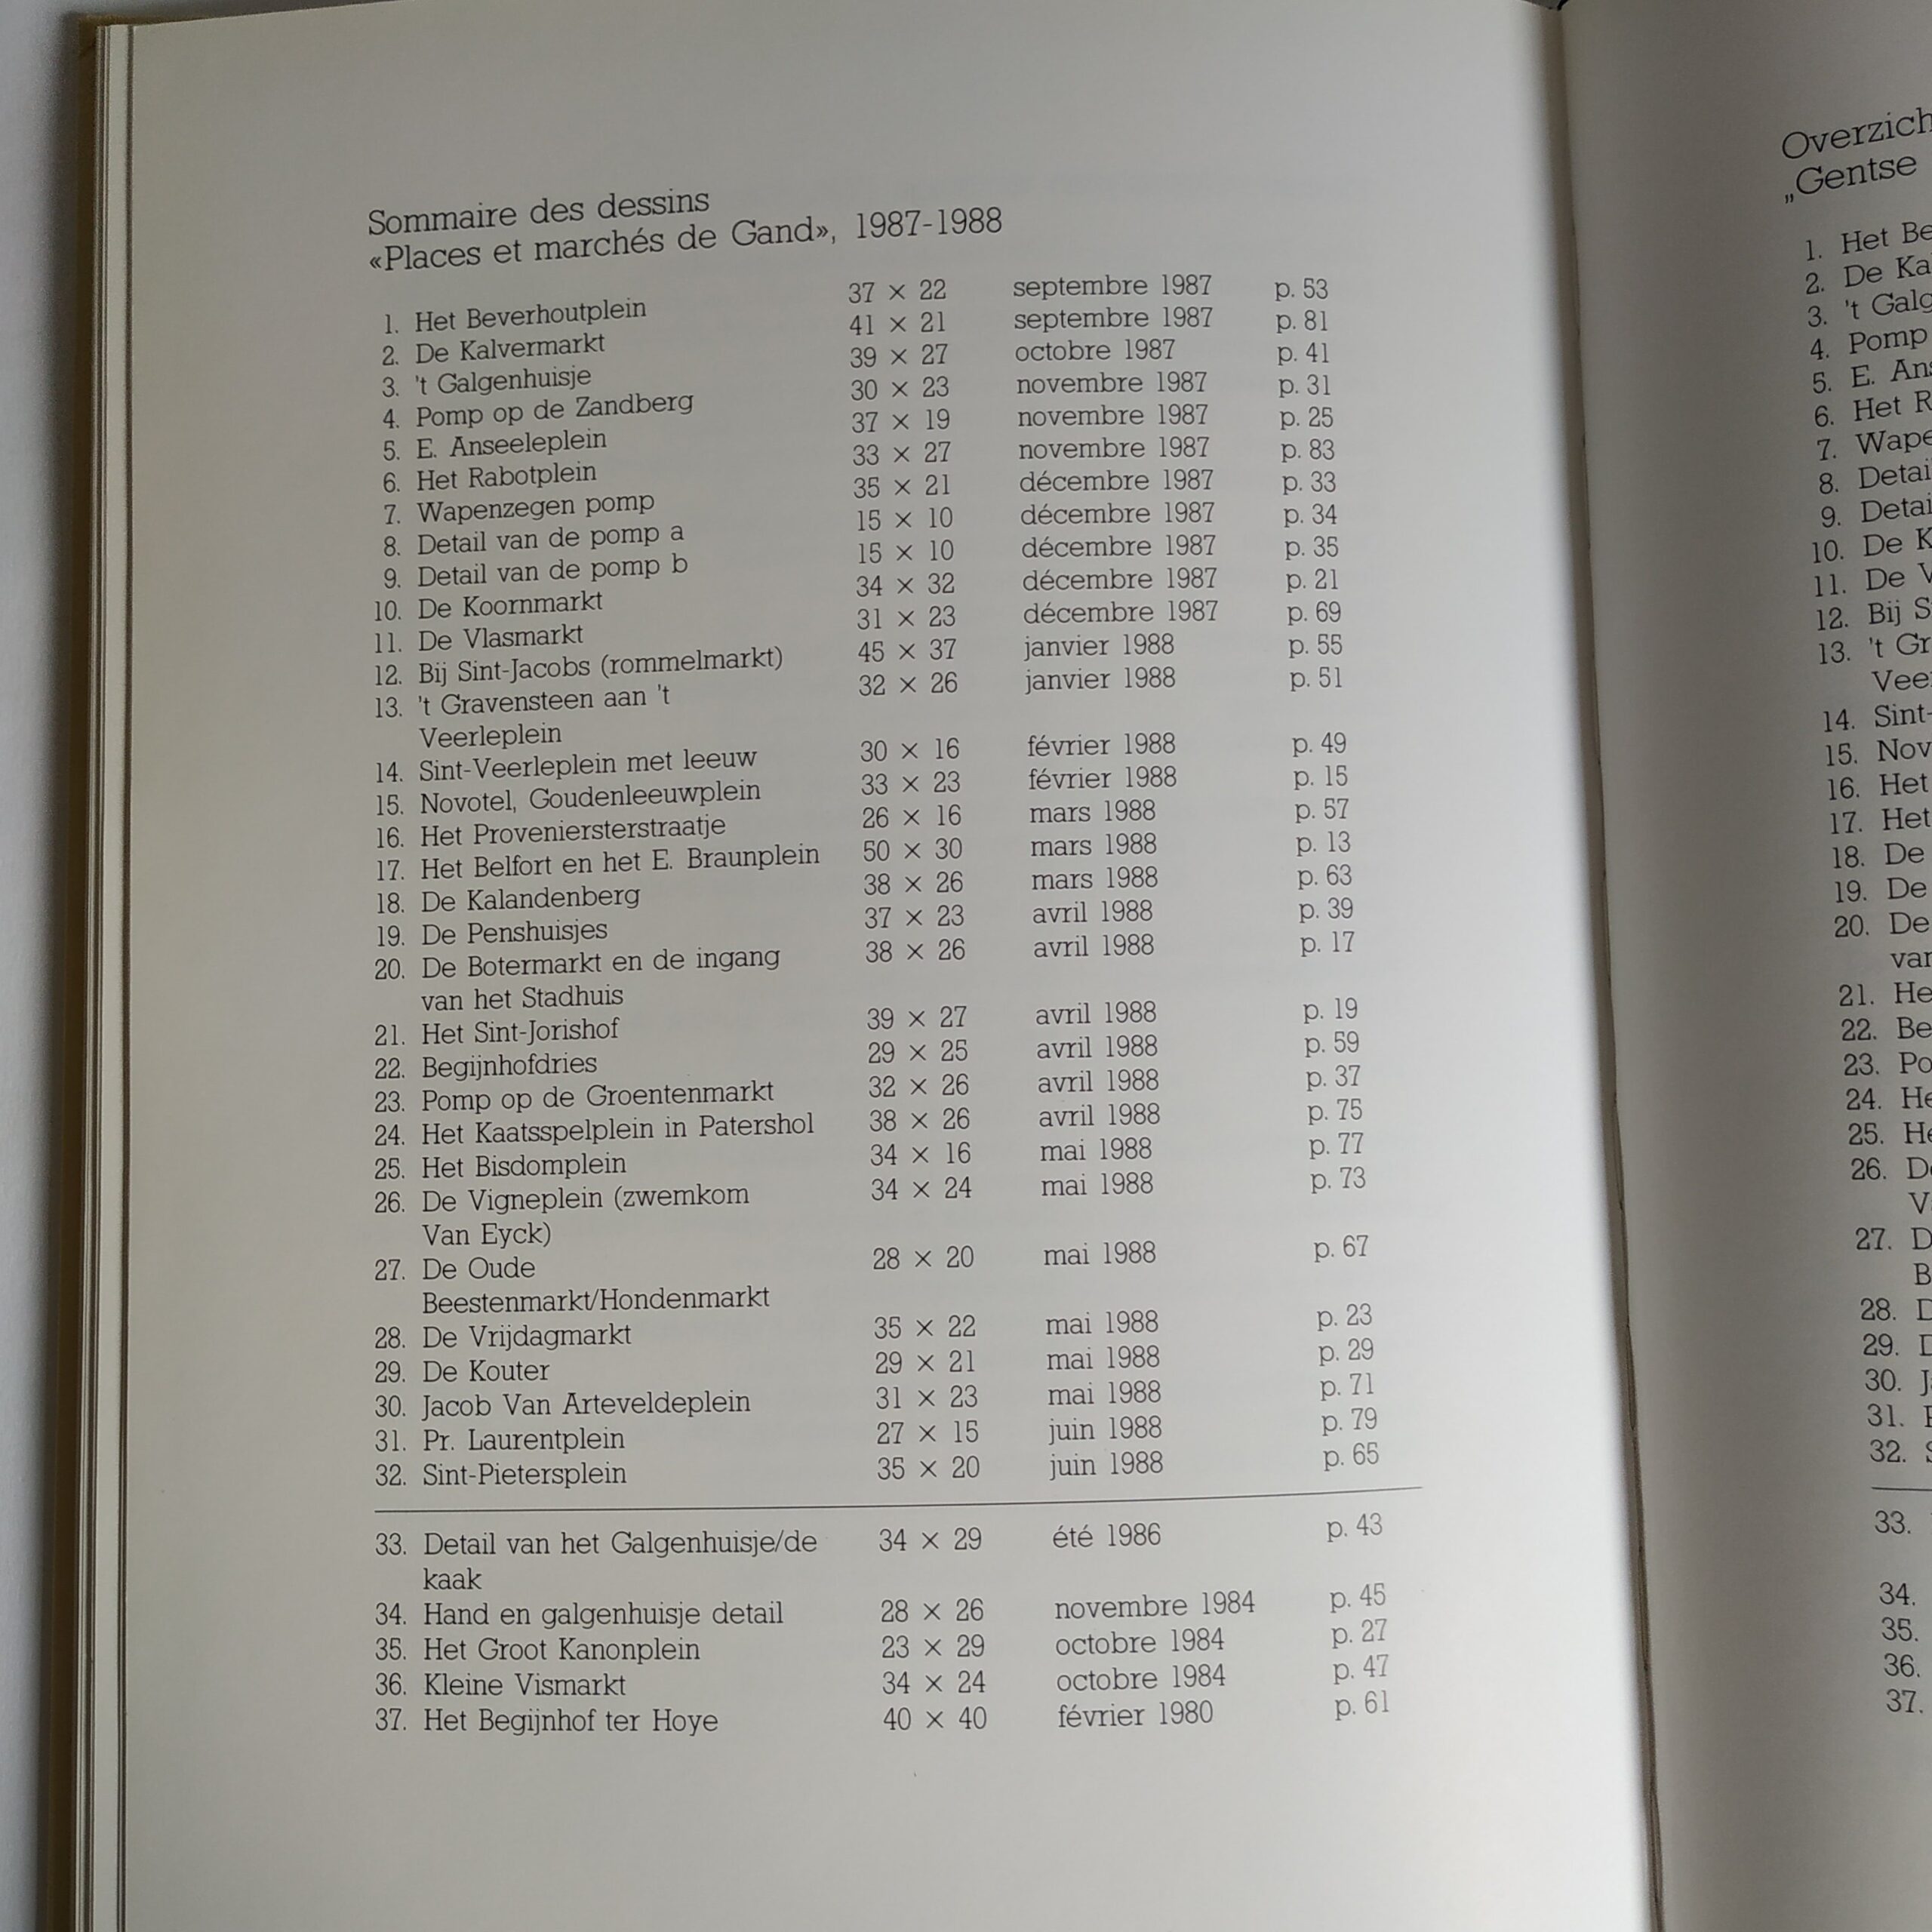 Sommaire des dessins
«Places et marchés de Gand», 1987-1988
1. Het Beverhoutplein 37 × 22 septembre 1987 p. 53
2. De Kalvermarkt 41 × 21 septembre 1987 p. 81
3. 't Galgenhuisje 39 × 27 octobre 1987 p. 41
4. Pomp op de Zandberg 30 × 23 novembre 1987 p. 31
5. E. Anseeleplein 37 × 19 novembre 1987 p. 25
6. Het Rabotplein 33 × 27 novembre 1987 p. 83
7. Wapenzegen pomp 35 × 21 décembre 1987 p. 33
8. Detail van de pomp a 15 × 10 décembre 1987 p. 34
9. Detail van de pomp b 15 × 10 décembre 1987 p. 35
10. De Koornmarkt 34 × 32 décembre 1987 p. 21
11. De Vlasmarkt 31 × 23 décembre 1987 p. 69
12. Bij Sint-Jacobs (rommelmarkt) 45 × 37 janvier 1988 p. 55
13. 't Gravensteen aan 't 32 × 26 janvier 1988 p. 51
Veerleplein
14. Sint-Veerleplein met leeuw 30 × 16 février 1988 p. 49
15. Novotel, Goudenleeuwplein 33 × 23 février 1988 p. 15
16. Het Proveniersterstraatje 26 × 16 mars 1988 p. 57
17. Het Belfort en het E. Braunplein 50 × 30 mars 1988 p. 13
18. De Kalandenberg 38 × 26 mars 1988 p. 63
19. De Penshuisjes 37 × 23 avril 1988 p. 39
20. De Botermarkt en de ingang 38 × 26 avril 1988 p. 17
van het Stadhuis
21. Het Sint-Jorishof 39 × 27 avril 1988 p. 19
22. Begijnhofdries 29 × 25 avril 1988 p. 59
23. Pomp op de Groentenmarkt 32 × 26 avril 1988 p. 37
24. Het Kaatsspelplein in Patershol 38 × 26 avril 1988 p. 75
25. Het Bisdomplein 34 × 16 mai 1988 p. 77
26. De Vigneplein (zwemkom 34 × 24 mai 1988 p. 73
Van Eyck)
27. De Oude 28 × 20 mai 1988 p. 67
Beestenmarkt/Hondenmarkt
28. De Vrijdagmarkt 35 × 22 mai 1988 p. 23
29. De Kouter 29 × 21 mai 1988 p. 29
30. Jacob Van Arteveldeplein 31 × 23 mai 1988 p. 71
31. Pr. Laurentplein 27 × 15 juin 1988 p. 79
32. Sint-Pietersplein 35 × 20 juin 1988 p. 65
33. Detail van het Galgenhuisje/de 34 × 29 été 1986 p. 43
kaak
34. Hand en galgenhuisje detail 28 × 26 novembre 1984 p. 45
35. Het Groot Kanonplein 23 × 29 octobre 1984 p. 27
36. Kleine Vismarkt 34 × 24 octobre 1984 p. 47
37. Het Begijnhof ter Hoye 40 × 40 février 1980 p. 61
Overzich
„Gentse
1. Het Be
2. De Ka
3. 't Galg
4. Pomp
5. E. Ans
6. Het R
7. Wape
8. Detai
9. Detai
10. De K
11. De V
12. Bij S
13. 't Gr
Veer
14. Sint-
15. Nov
16. Het
17. Het
18. De
19. De
20. De
van
21. He
22. Be
23. Po
24. He
25. He
26. De
V
27. D
B
28. D
29. D
30. J
31.
32. S
33.
34.
35.
36.
37.